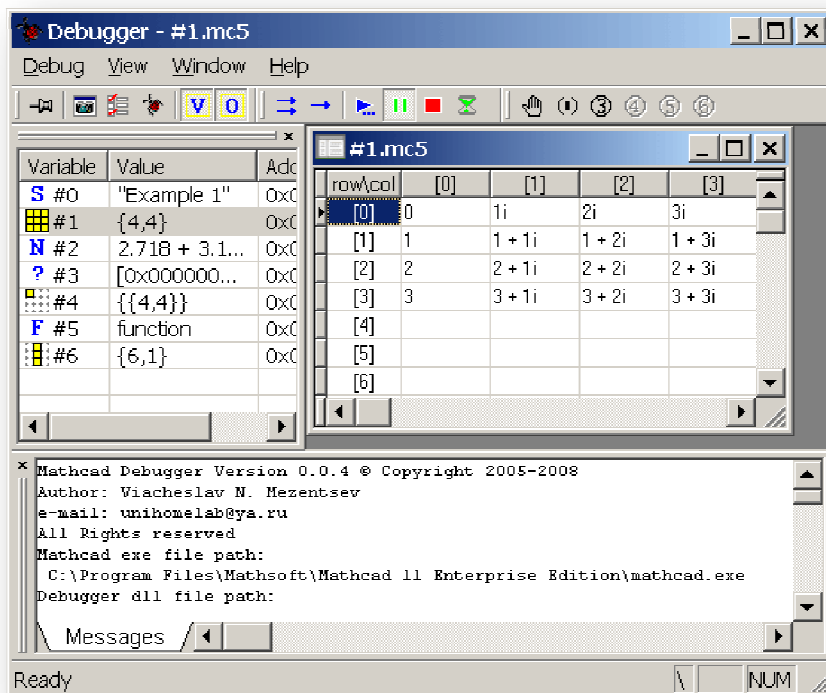 Debugger - #1.mc5
Debug View Window Help
V O
3 4 5 6
Variable Value Add
S #0 "Example 1" 0x0
#1 {4,4} 0x0
N #2 2.718 + 3.1... 0x0
? #3 [0x000000... 0x0
#4 {{4,4}} 0x0
F #5 function 0x0
#6 {6,1} 0x0
#1.mc5
row\col [0] [1] [2] [3]
[0] 0 1i 2i 3i
[1] 1 1 + 1i 1 + 2i 1 + 3i
[2] 2 2 + 1i 2 + 2i 2 + 3i
[3] 3 3 + 1i 3 + 2i 3 + 3i
[4]
[5]
[6]
Mathcad Debugger Version 0.0.4 © Copyright 2005-2008
Author: Viacheslav N. Mezentsev
e-mail: unihomelab@ya.ru
All Rights reserved
Mathcad exe file path:
C:\Program Files\Mathsoft\Mathcad 11 Enterprise Edition\mathcad.exe
Debugger dll file path:
Messages
Ready \ NUM